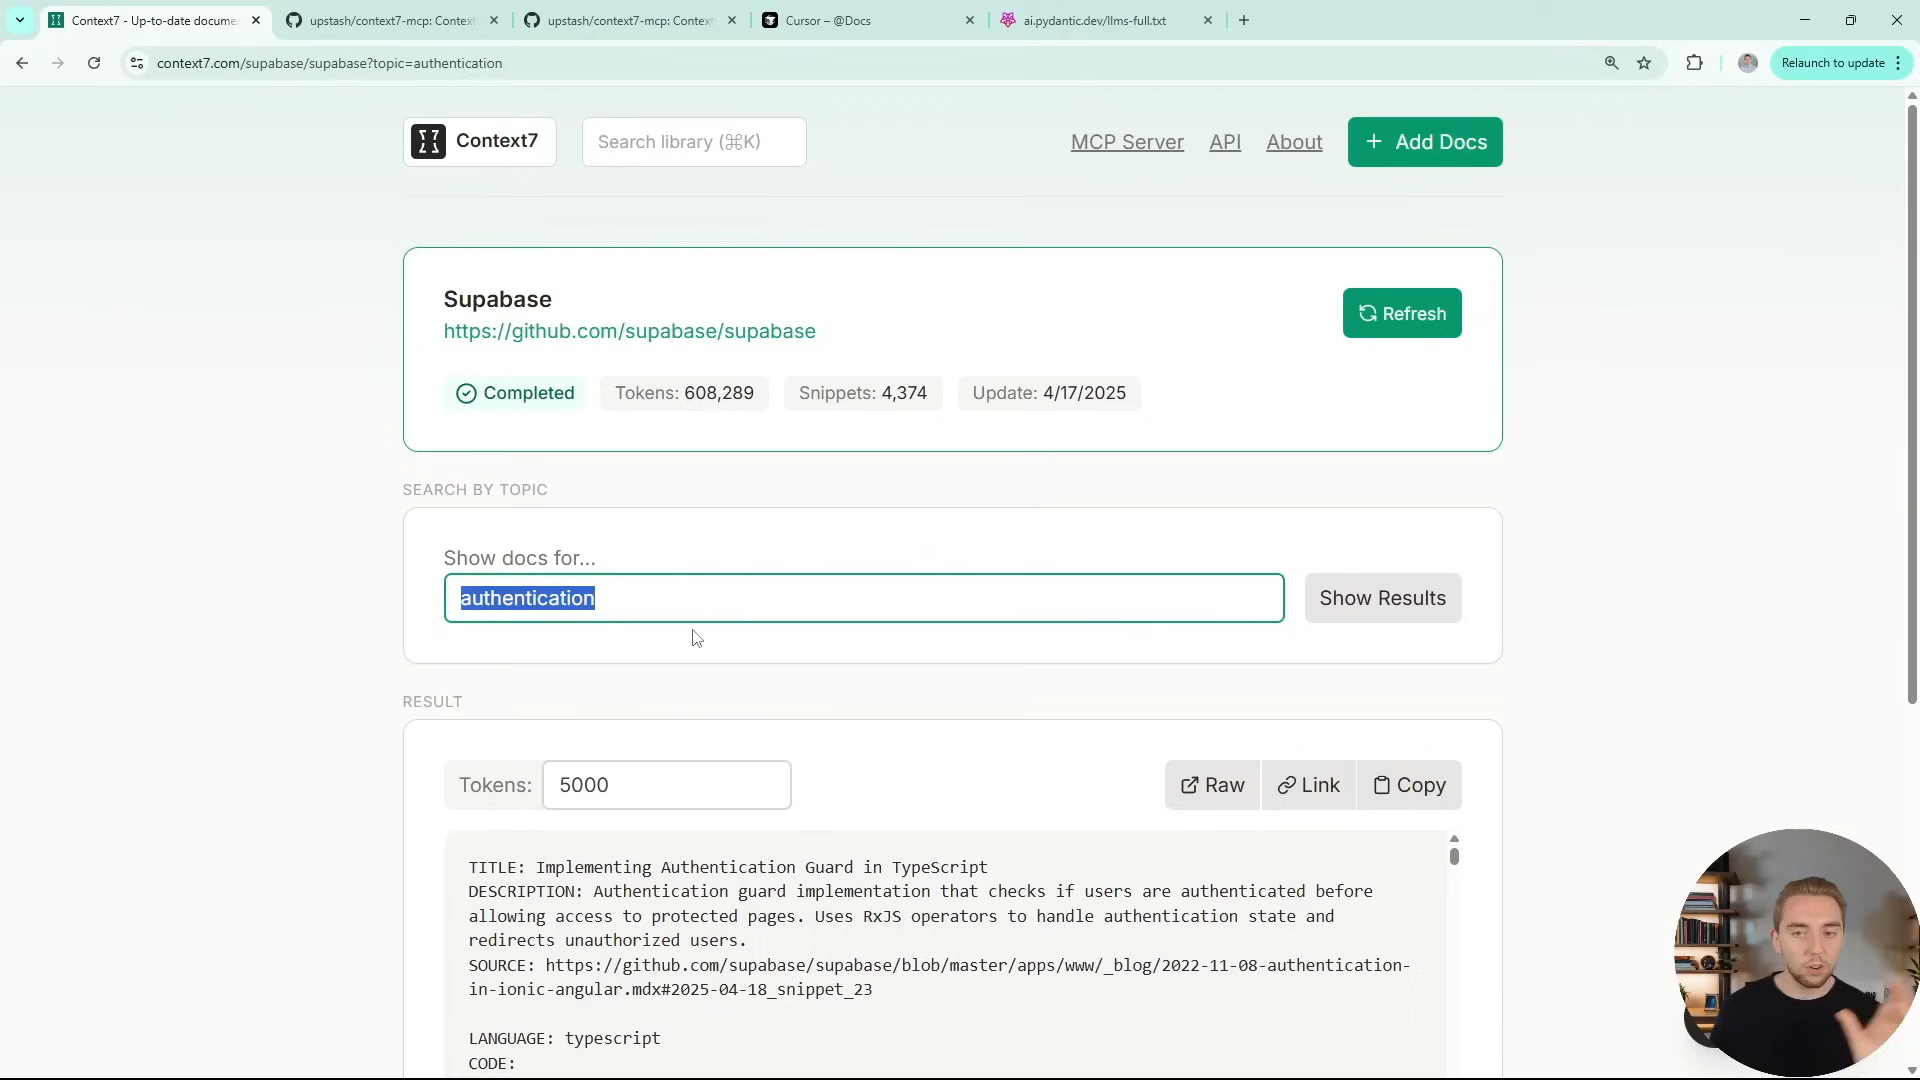 Context7 - Up-to-date docume
upstash/context7-mcp: Context
upstash/context7-mcp: Context
Cursor – @Docs
ai.pydantic.dev/llms-full.txt
context7.com/supabase/supabase?topic=authentication
Relaunch to update
Context7
Search library (⌘K)
MCP Server
API
About
+ Add Docs
Supabase
Refresh
https://github.com/supabase/supabase
Completed
Tokens: 608,289
Snippets: 4,374
Update: 4/17/2025
SEARCH BY TOPIC
Show docs for...
authentication
Show Results
RESULT
Tokens: 5000
Raw
Link
Copy
TITLE: Implementing Authentication Guard in TypeScript
DESCRIPTION: Authentication guard implementation that checks if users are authenticated before
allowing access to protected pages. Uses RxJS operators to handle authentication state and
redirects unauthorized users.
SOURCE: https://github.com/supabase/supabase/blob/master/apps/www/_blog/2022-11-08-authentication-
in-ionic-angular.mdx#2025-04-18_snippet_23
LANGUAGE: typescript
CODE: